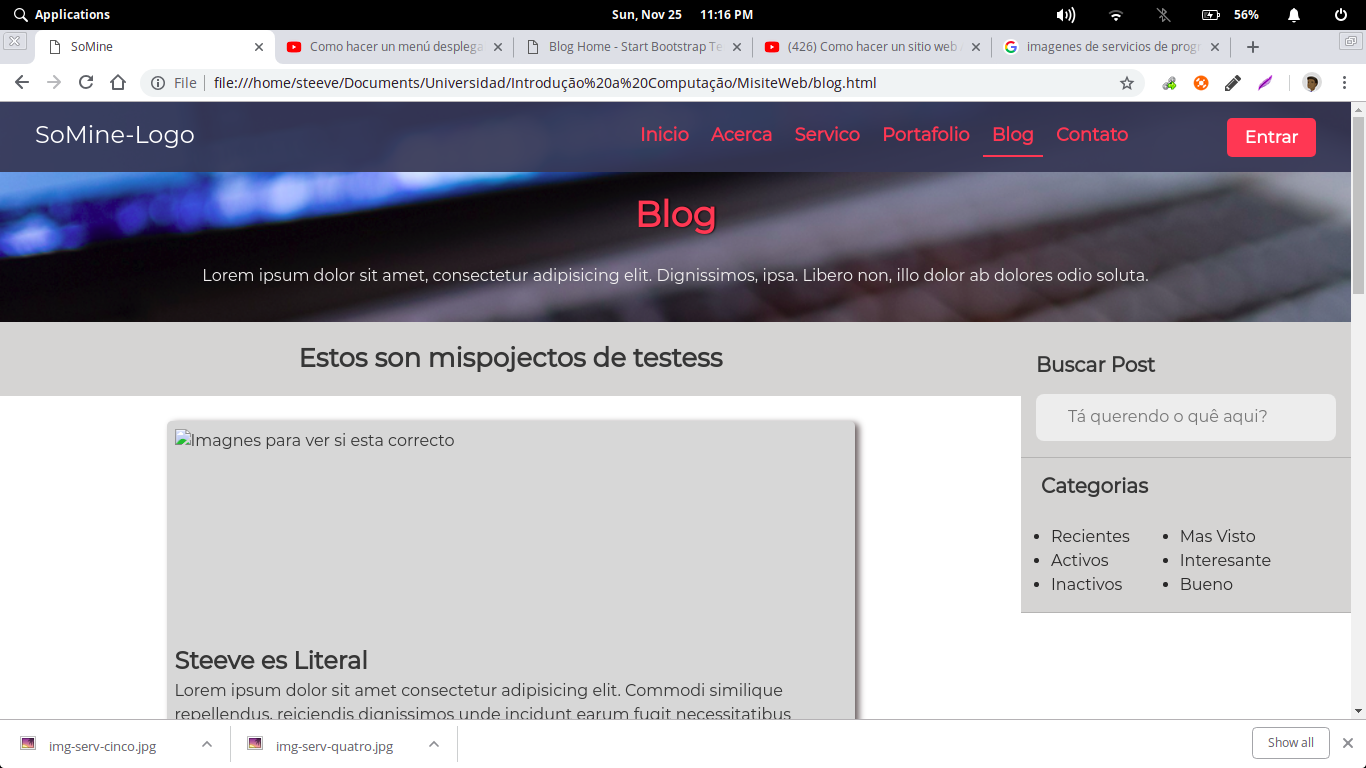 Applications
Sun, Nov 25 11:16 PM
56%
SoMine
Como hacer un menú desplega
Blog Home - Start Bootstrap Te
(426) Como hacer un sitio web
imagenes de servicios de prog
File
file:///home/steeve/Documents/Universidad/Introdução%20a%20Computação/MisiteWeb/blog.html
SoMine-Logo
Inicio Acerca Servico Portafolio Blog Contato
Entrar
Blog
Lorem ipsum dolor sit amet, consectetur adipisicing elit. Dignissimos, ipsa. Libero non, illo dolor ab dolores odio soluta.
Estos son mispojectos de testess
Imagnes para ver si esta correcto
Steeve es Literal
Lorem ipsum dolor sit amet consectetur adipisicing elit. Commodi similique
repellendus, reiciendis dignissimos unde incidunt earum fugit necessitatibus
Buscar Post
Tá querendo o quê aqui?
Categorias
Recientes
Activos
Inactivos
Mas Visto
Interesante
Bueno
img-serv-cinco.jpg
img-serv-quatro.jpg
Show all